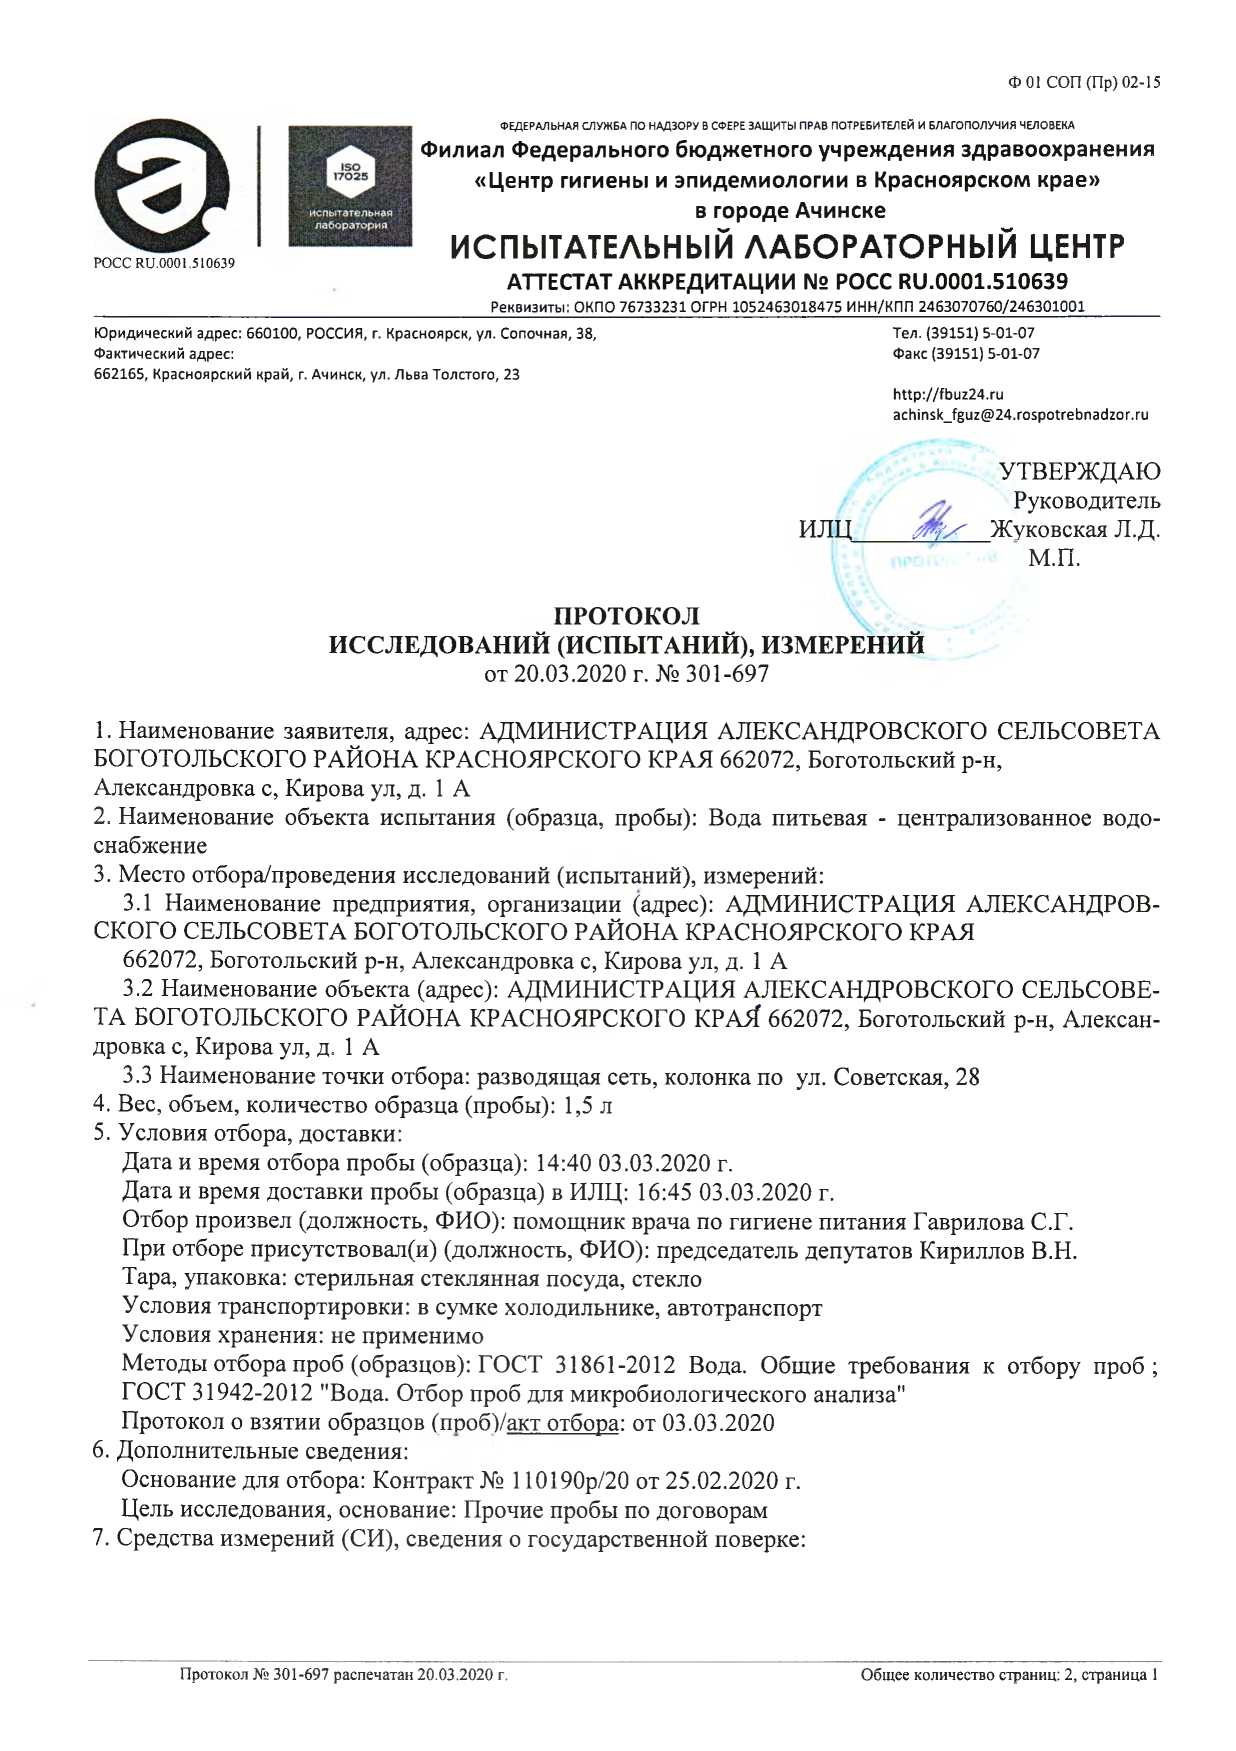 Ф 01 СОП (Пр) 02-15
ISO
17025
испытательная
лаборатория
РОСС RU.0001.510639
ФЕДЕРАЛЬНАЯ СЛУЖБА ПО НАДЗОРУ В СФЕРЕ ЗАЩИТЫ ПРАВ ПОТРЕБИТЕЛЕЙ И БЛАГОПОЛУЧИЯ ЧЕЛОВЕКА
Филиал Федерального бюджетного учреждения здравоохранения
«Центр гигиены и эпидемиологии в Красноярском крае»
в городе Ачинске
ИСПЫТАТЕЛЬНЫЙ ЛАБОРАТОРНЫЙ ЦЕНТР
АТТЕСТАТ АККРЕДИТАЦИИ № РОСС RU.0001.510639
Реквизиты: ОКПО 76733231 ОГРН 1052463018475 ИНН/КПП 2463070760/246301001
Юридический адрес: 660100, РОССИЯ, г. Красноярск, ул. Сопочная, 38,
Фактический адрес:
662165, Красноярский край, г. Ачинск, ул. Льва Толстого, 23
Тел. (39151) 5-01-07
Факс (39151) 5-01-07
http://fbuz24.ru
achinsk_fguz@24.rospotrebnadzor.ru
УТВЕРЖДАЮ
Руководитель
ИЛЦ___________Жуковская Л.Д.
М.П.
ПРОТОКОЛ
ИССЛЕДОВАНИЙ (ИСПЫТАНИЙ), ИЗМЕРЕНИЙ
от 20.03.2020 г. № 301-697
1. Наименование заявителя, адрес: АДМИНИСТРАЦИЯ АЛЕКСАНДРОВСКОГО СЕЛЬСОВЕТА
БОГОТОЛЬСКОГО РАЙОНА КРАСНОЯРСКОГО КРАЯ 662072, Боготольский р-н,
Александровка с, Кирова ул, д. 1 А
2. Наименование объекта испытания (образца, пробы): Вода питьевая - централизованное водо-
снабжение
3. Место отбора/проведения исследований (испытаний), измерений:
3.1 Наименование предприятия, организации (адрес): АДМИНИСТРАЦИЯ АЛЕКСАНДРОВ-
СКОГО СЕЛЬСОВЕТА БОГОТОЛЬСКОГО РАЙОНА КРАСНОЯРСКОГО КРАЯ
662072, Боготольский р-н, Александровка с, Кирова ул, д. 1 А
3.2 Наименование объекта (адрес): АДМИНИСТРАЦИЯ АЛЕКСАНДРОВСКОГО СЕЛЬСОВЕ-
ТА БОГОТОЛЬСКОГО РАЙОНА КРАСНОЯРСКОГО КРАЯ 662072, Боготольский р-н, Алексан-
дровка с, Кирова ул, д. 1 А
3.3 Наименование точки отбора: разводящая сеть, колонка по ул. Советская, 28
4. Вес, объем, количество образца (пробы): 1,5 л
5. Условия отбора, доставки:
Дата и время отбора пробы (образца): 14:40 03.03.2020 г.
Дата и время доставки пробы (образца) в ИЛЦ: 16:45 03.03.2020 г.
Отбор произвел (должность, ФИО): помощник врача по гигиене питания Гаврилова С.Г.
При отборе присутствовал(и) (должность, ФИО): председатель депутатов Кириллов В.Н.
Тара, упаковка: стерильная стеклянная посуда, стекло
Условия транспортировки: в сумке холодильнике, автотранспорт
Условия хранения: не применимо
Методы отбора проб (образцов): ГОСТ 31861-2012 Вода. Общие требования к отбору проб ;
ГОСТ 31942-2012 "Вода. Отбор проб для микробиологического анализа"
Протокол о взятии образцов (проб)/акт отбора: от 03.03.2020
6. Дополнительные сведения:
Основание для отбора: Контракт № 110190р/20 от 25.02.2020 г.
Цель исследования, основание: Прочие пробы по договорам
7. Средства измерений (СИ), сведения о государственной поверке:
Протокол № 301-697 распечатан 20.03.2020 г.
Общее количество страниц: 2, страница 1